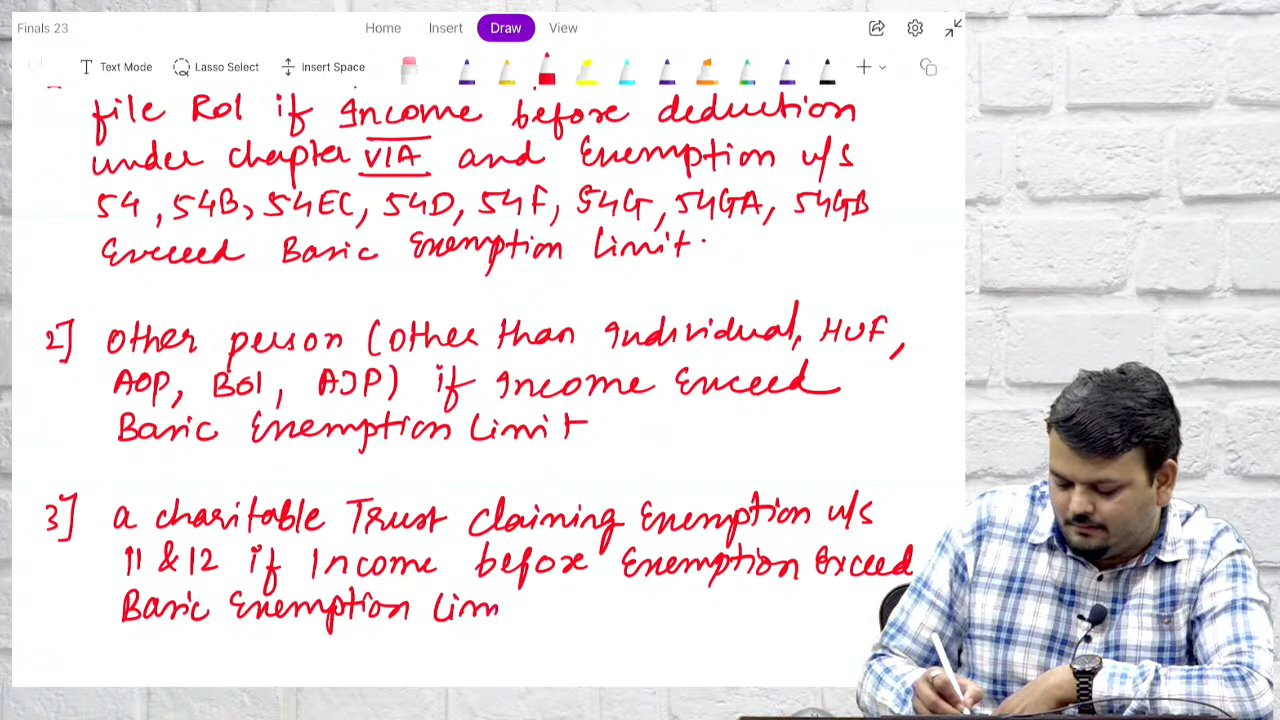 Finals 23
Home Insert Draw View
Text Mode Lasso Select Insert Space
file RoI if Income before deduction
under chapter VIA and Exemption u/s
54, 54B, 54EC, 54D, 54F, 54G, 54GA, 54GB
Exceed Basic Exemption Limit.
2] Other person (Other than Individual, HUF,
AOP, BOI, AJP) if Income Exceed
Basic Exemption Limit
3] a charitable Trust claiming Exemption u/s
11 & 12 if Income before Exemption Exceed
Basic Exemption Lim